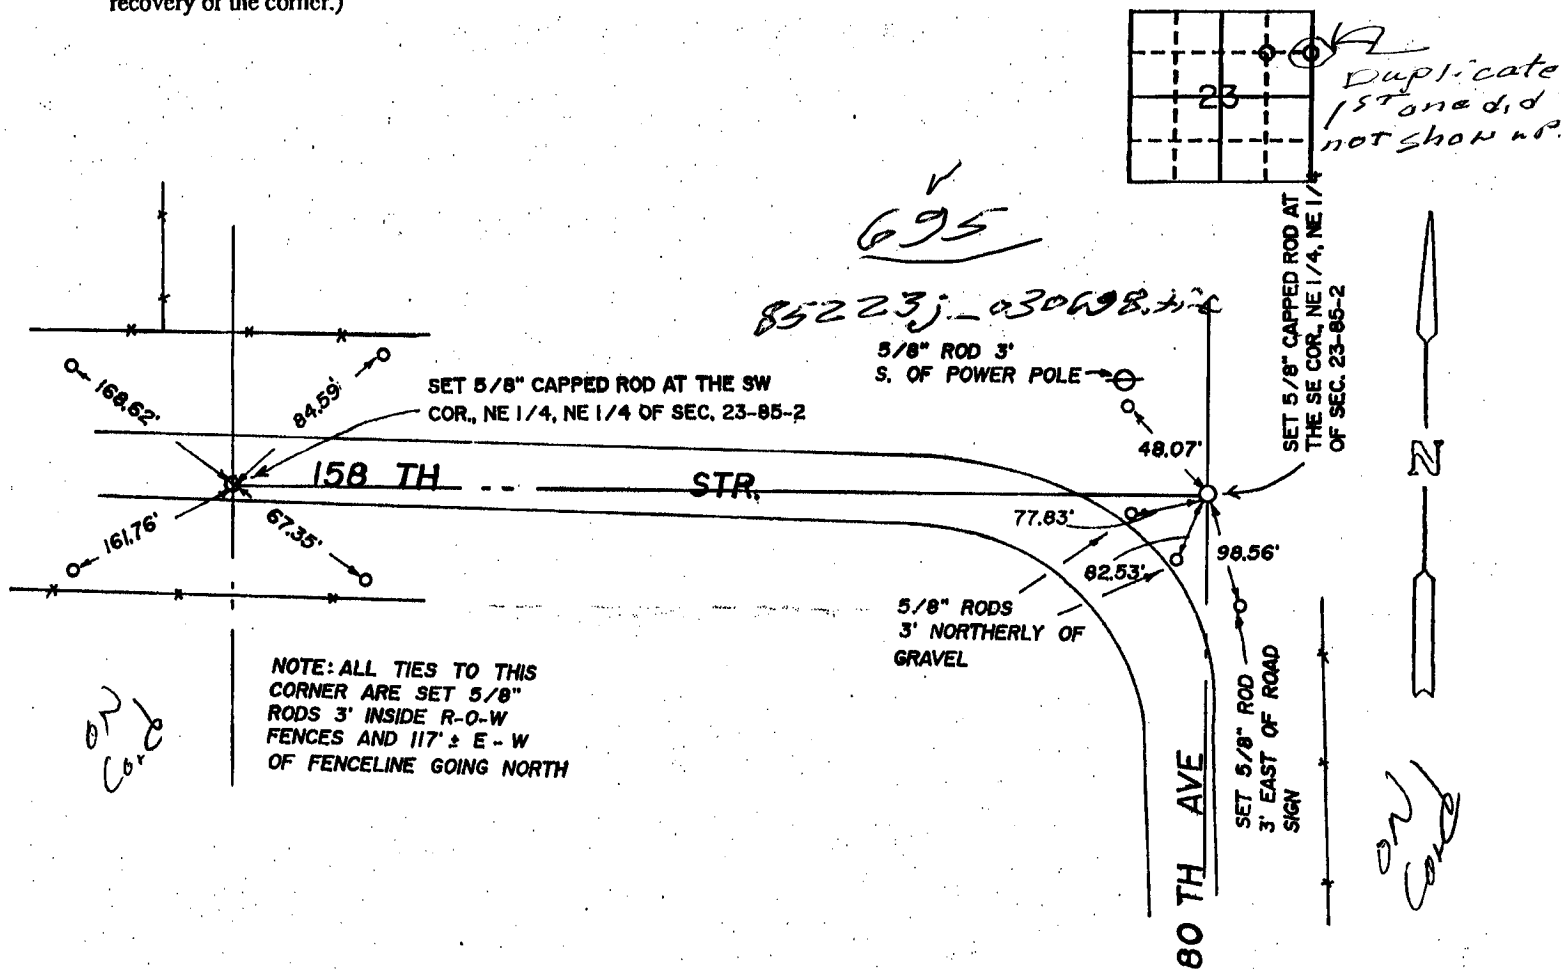 recovery of the corner.)
23
Duplicate
1ST one did
not show up.
695
85223j_030698.tif
5/8" ROD 3'
S. OF POWER POLE
SET 5/8" CAPPED ROD AT
THE SE COR., NE 1/4, NE 1/4
OF SEC. 23-85-2
168.62'
84.59'
SET 5/8" CAPPED ROD AT THE SW
COR., NE 1/4, NE 1/4 OF SEC. 23-85-2
48.07'
N
158 TH STR.
77.83'
161.76'
67.35'
82.53'
98.56'
5/8" RODS
3' NORTHERLY OF
GRAVEL
NOTE: ALL TIES TO THIS
CORNER ARE SET 5/8"
RODS 3' INSIDE R-O-W
FENCES AND 117' ± E - W
OF FENCELINE GOING NORTH
SET 5/8" ROD
3' EAST OF ROAD
SIGN
80 TH AVE
ON
ON